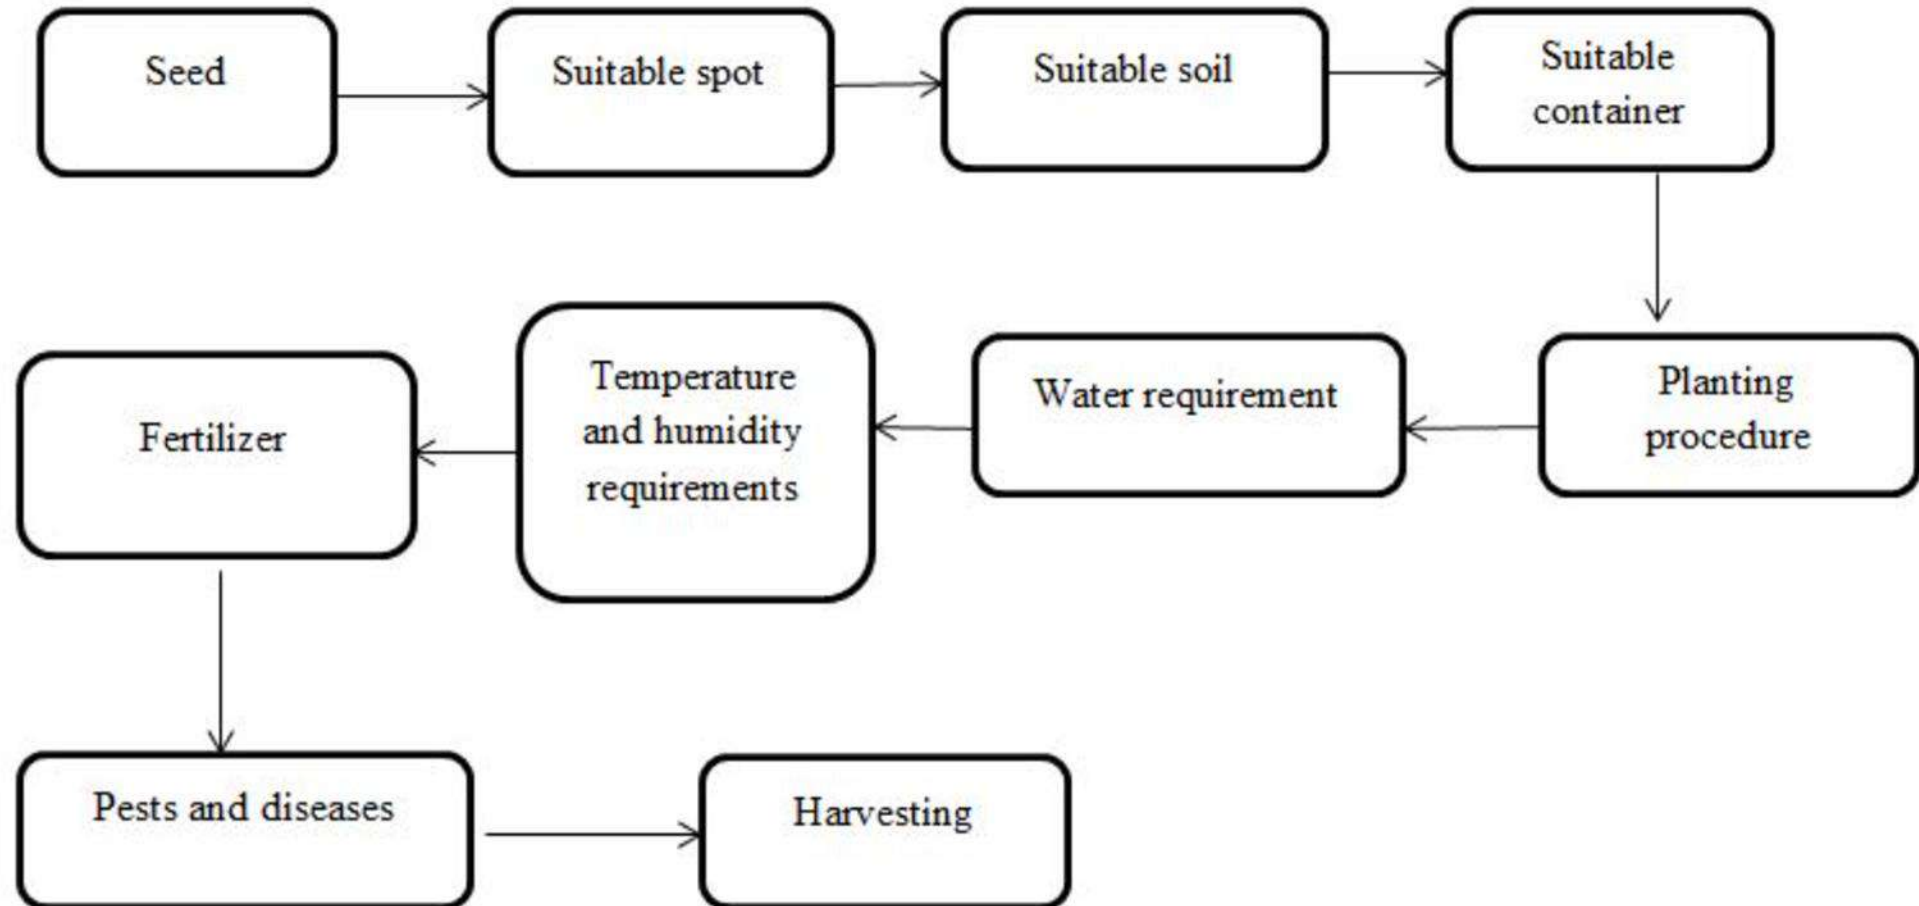 Seed
Suitable spot
Suitable soil
Suitable
container
Planting
procedure
Water requirement
Temperature
and humidity
requirements
Fertilizer
Pests and diseases
Harvesting